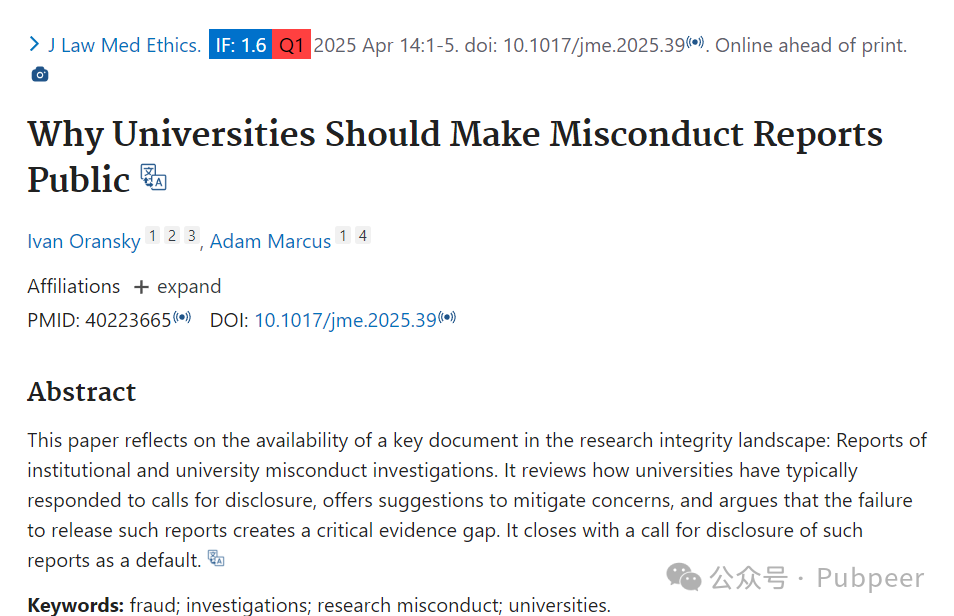 J Law Med Ethics. IF: 1.6 Q1 2025 Apr 14:1-5. doi: 10.1017/jme.2025.39. Online ahead of print.
Why Universities Should Make Misconduct Reports
Public
Ivan Oransky 1 2 3, Adam Marcus 1 4
Affiliations + expand
PMID: 40223665 DOI: 10.1017/jme.2025.39
Abstract
This paper reflects on the availability of a key document in the research integrity landscape: Reports of
institutional and university misconduct investigations. It reviews how universities have typically
responded to calls for disclosure, offers suggestions to mitigate concerns, and argues that the failure
to release such reports creates a critical evidence gap. It closes with a call for disclosure of such
reports as a default.
公众号 · Pubpeer
Keywords: fraud; investigations; research misconduct; universities.